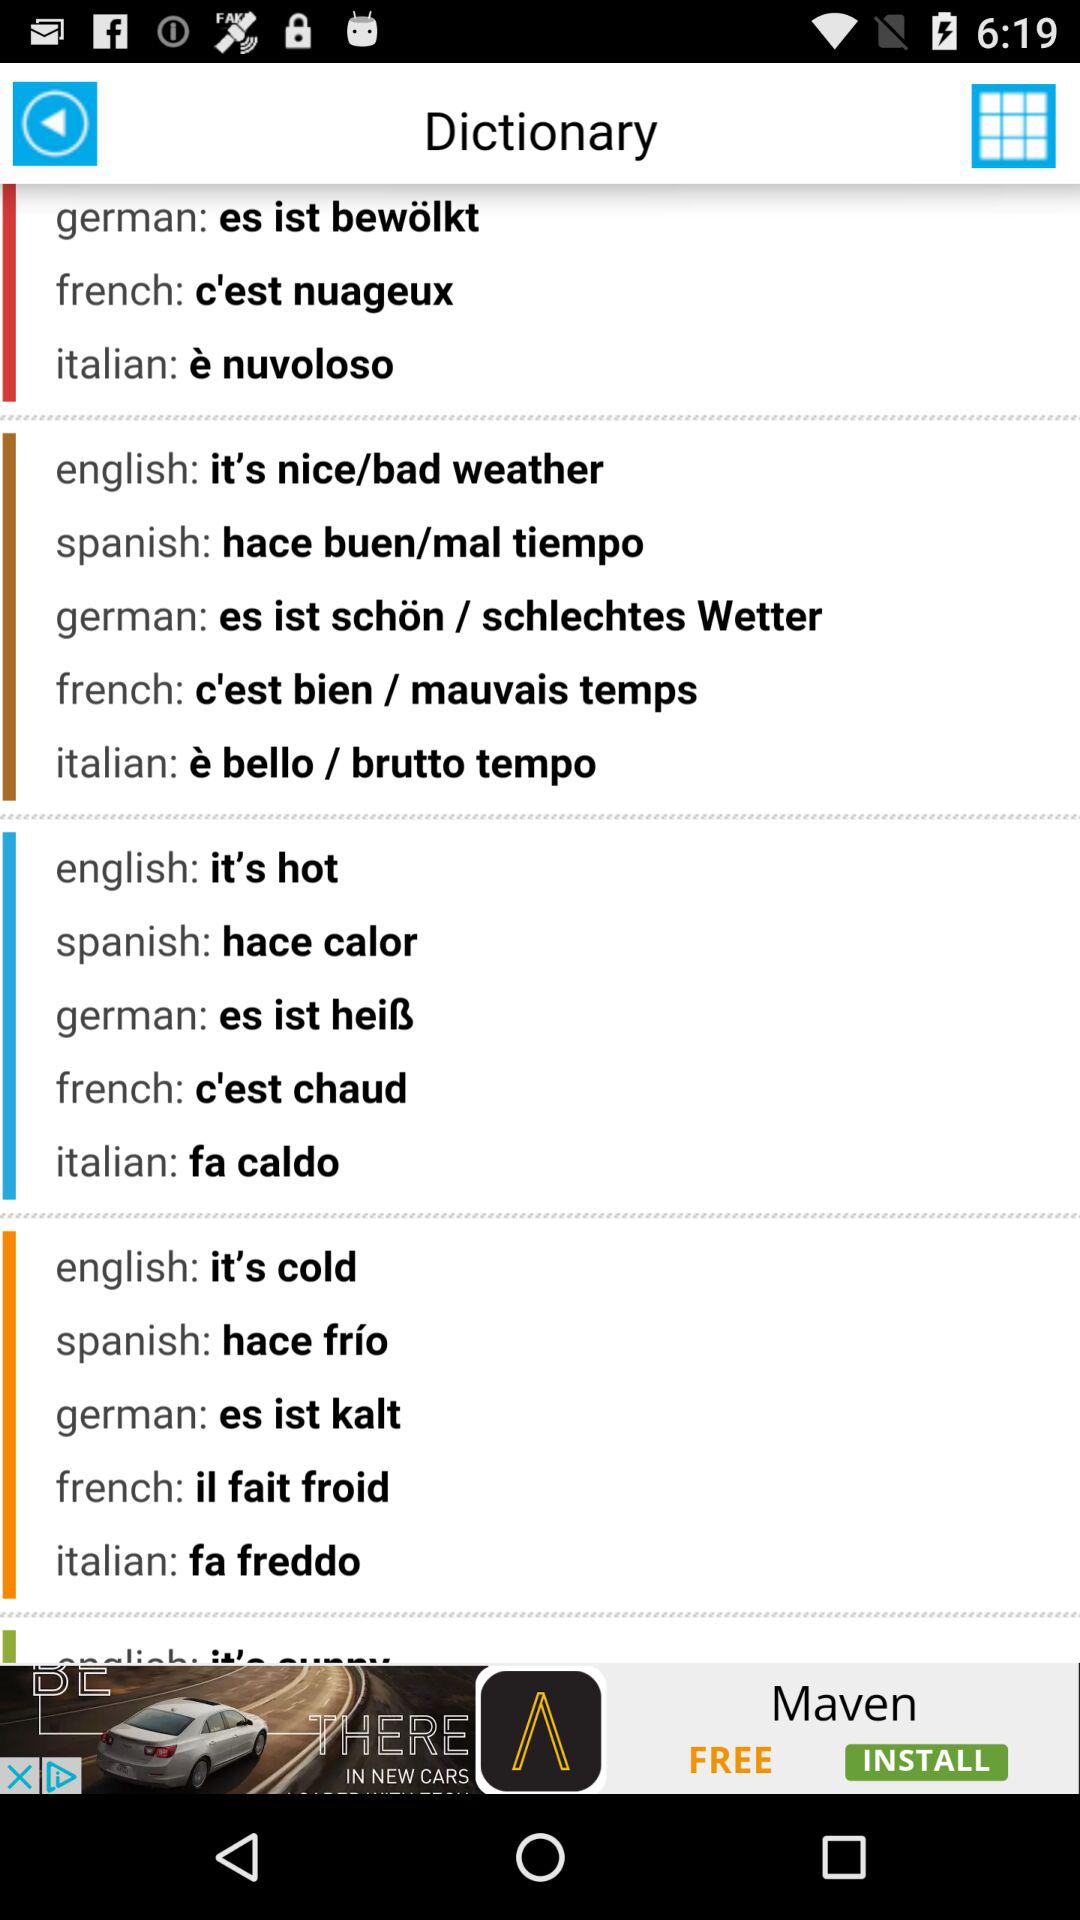 FAKE
6:19
Dictionary
german: es ist bewölkt
french: c'est nuageux
italian: è nuvoloso
english: it’s nice/bad weather
spanish: hace buen/mal tiempo
german: es ist schön / schlechtes Wetter
french: c'est bien / mauvais temps
italian: è bello / brutto tempo
english: it’s hot
spanish: hace calor
german: es ist heiß
french: c'est chaud
italian: fa caldo
english: it’s cold
spanish: hace frío
german: es ist kalt
french: il fait froid
italian: fa freddo
english: it’s sunny
BE
THERE
IN NEW CARS
Maven
FREE
INSTALL